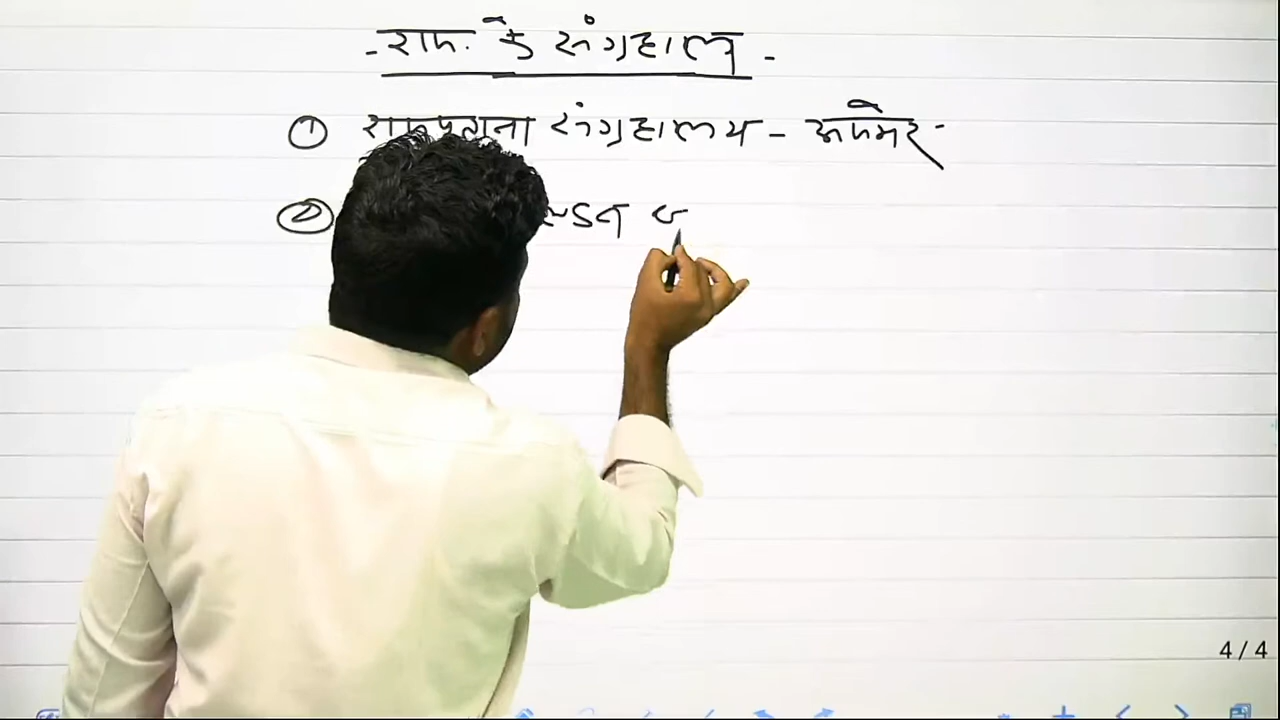 - राज. के संग्रहालय -
① राजपुताना संग्रहालय - अजमेर
②
4 / 4